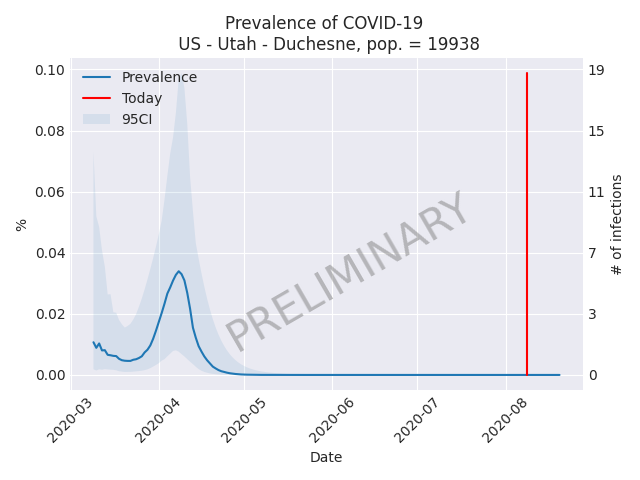 Prevalence of COVID-19
US - Utah - Duchesne, pop. = 19938
Prevalence
Today
95CI
PRELIMINARY
0.10
0.08
0.06
0.04
0.02
0.00
%
19
15
11
7
3
0
# of infections
2020-03
2020-04
2020-05
2020-06
2020-07
2020-08
Date